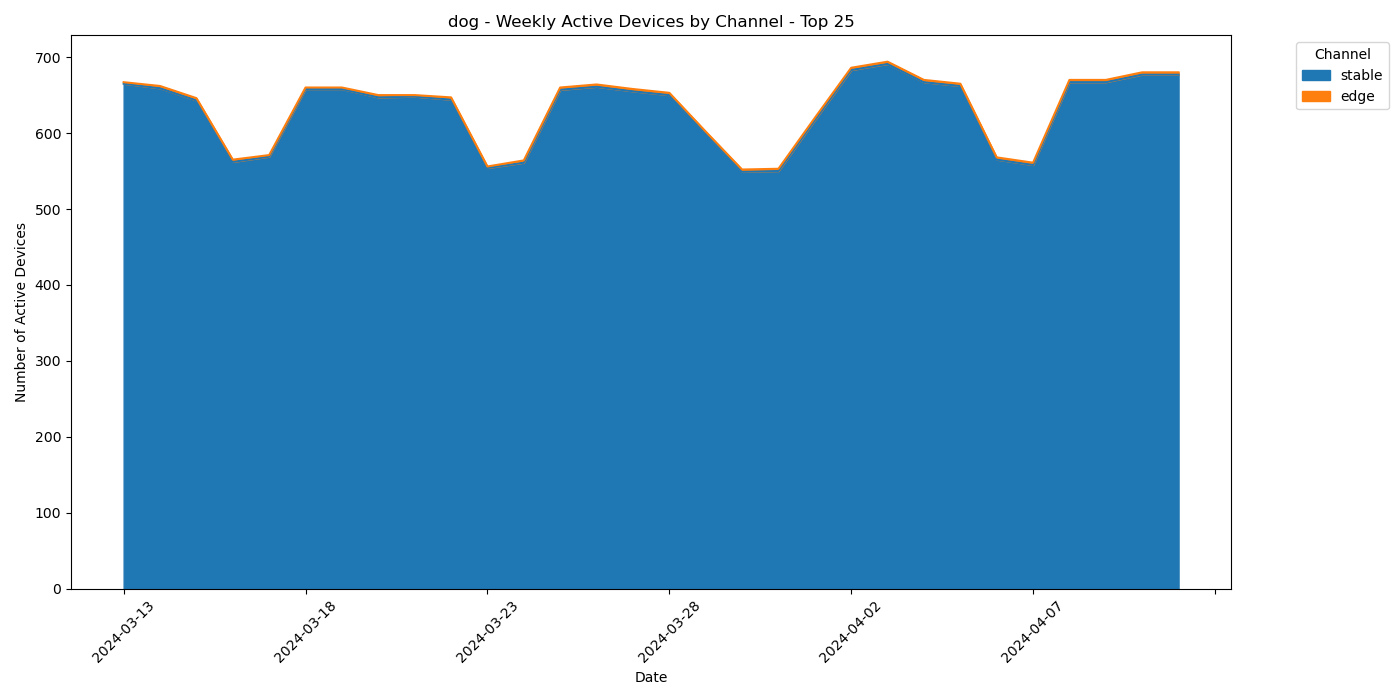 dog - Weekly Active Devices by Channel - Top 25
Channel
stable
edge
Number of Active Devices
700
600
500
400
300
200
100
0
2024-03-13
2024-03-18
2024-03-23
2024-03-28
2024-04-02
2024-04-07
Date